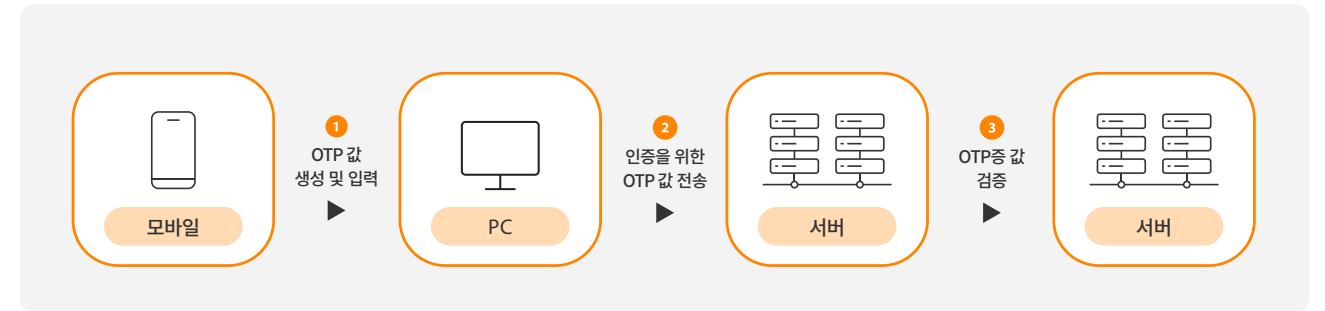 1
OTP 값
생성 및 입력
모바일
2
인증을 위한
OTP 값 전송
PC
3
OTP증 값
검증
서버
서버